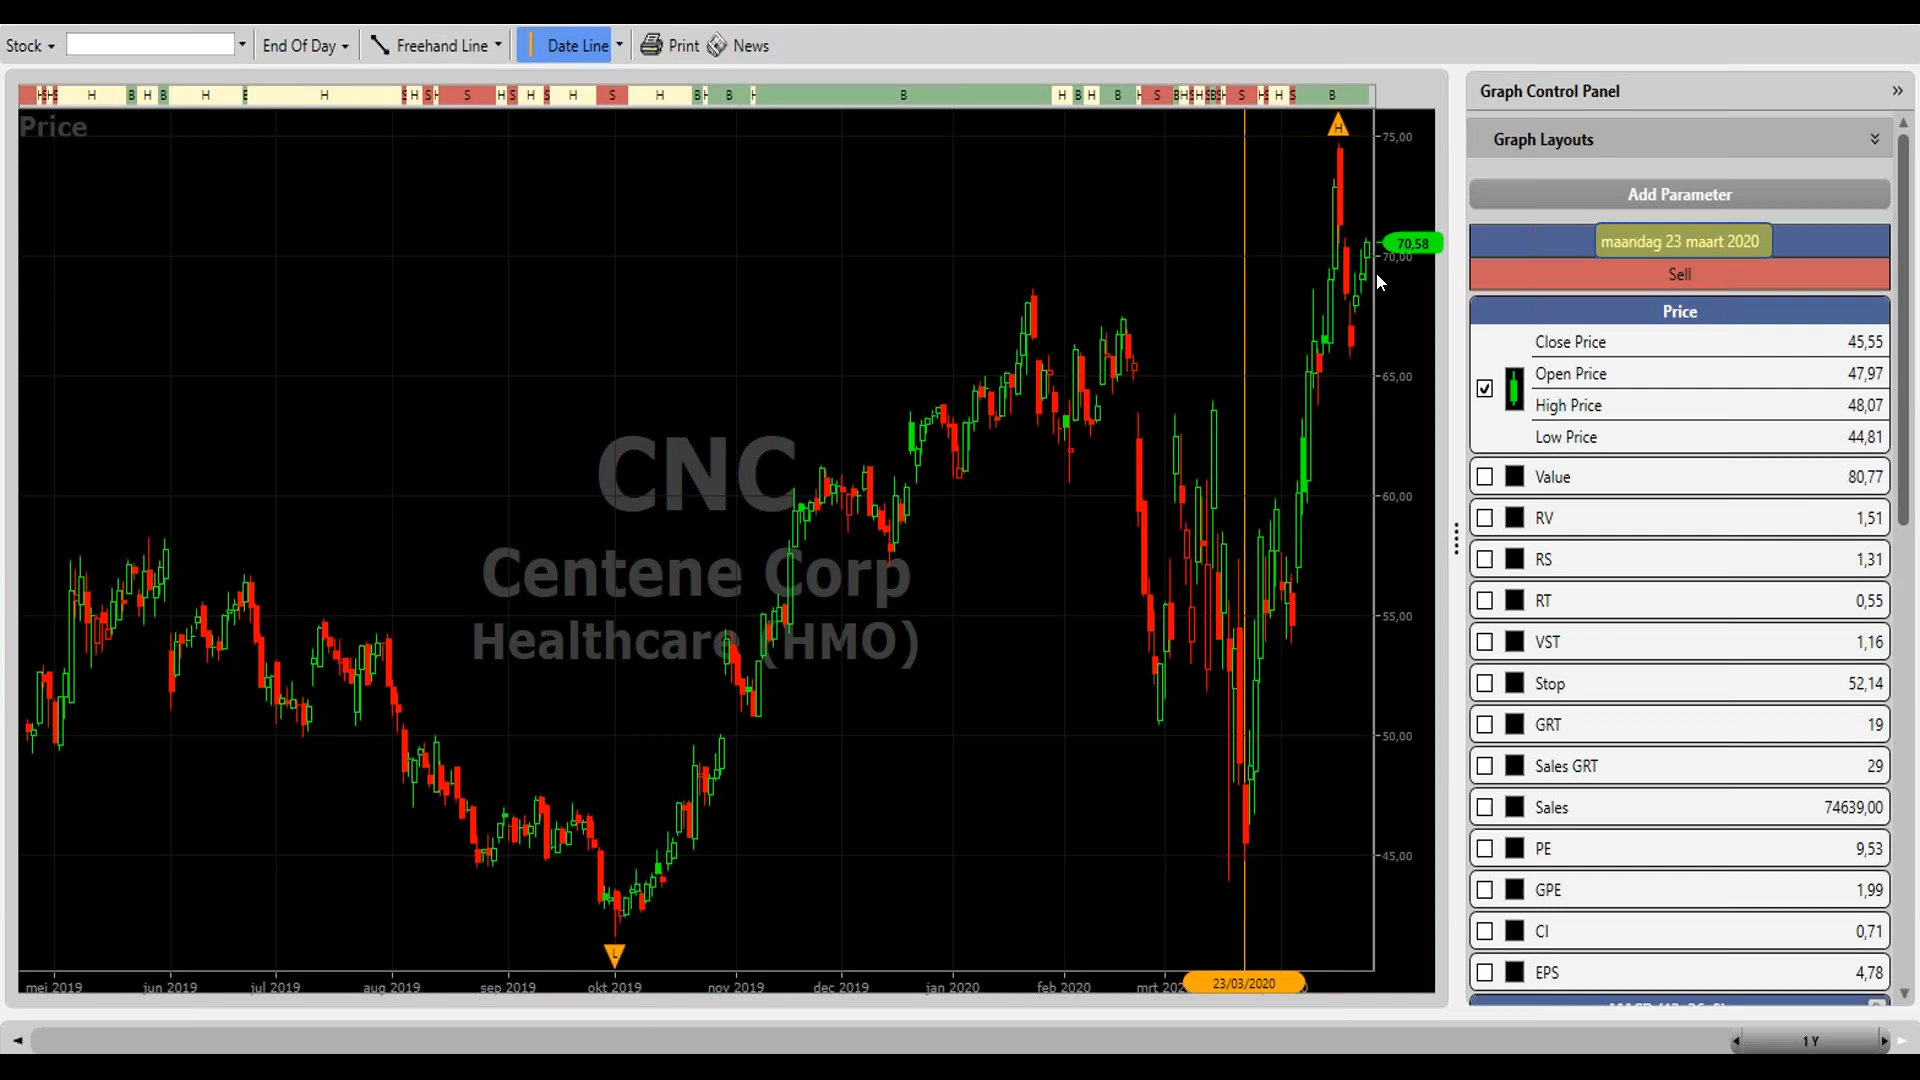 Stock End Of Day Freehand Line Date Line Print News
H B H B H H S H S H S H S H B B H B H B H B H S B H S H S B S H B
Price
H
75,00
70,58
70,00
65,00
60,00
55,00
50,00
45,00
CNC
Centene Corp
Healthcare (HMO)
L
mei 2019 jun 2019 jul 2019 aug 2019 sep 2019 okt 2019 nov 2019 dec 2019 jan 2020 feb 2020 mrt 202 23/03/2020
Graph Control Panel
Graph Layouts
Add Parameter
maandag 23 maart 2020
Sell
Price
Close Price 45,55
Open Price 47,97
High Price 48,07
Low Price 44,81
Value 80,77
RV 1,51
RS 1,31
RT 0,55
VST 1,16
Stop 52,14
GRT 19
Sales GRT 29
Sales 74639,00
PE 9,53
GPE 1,99
CI 0,71
EPS 4,78
1 Y